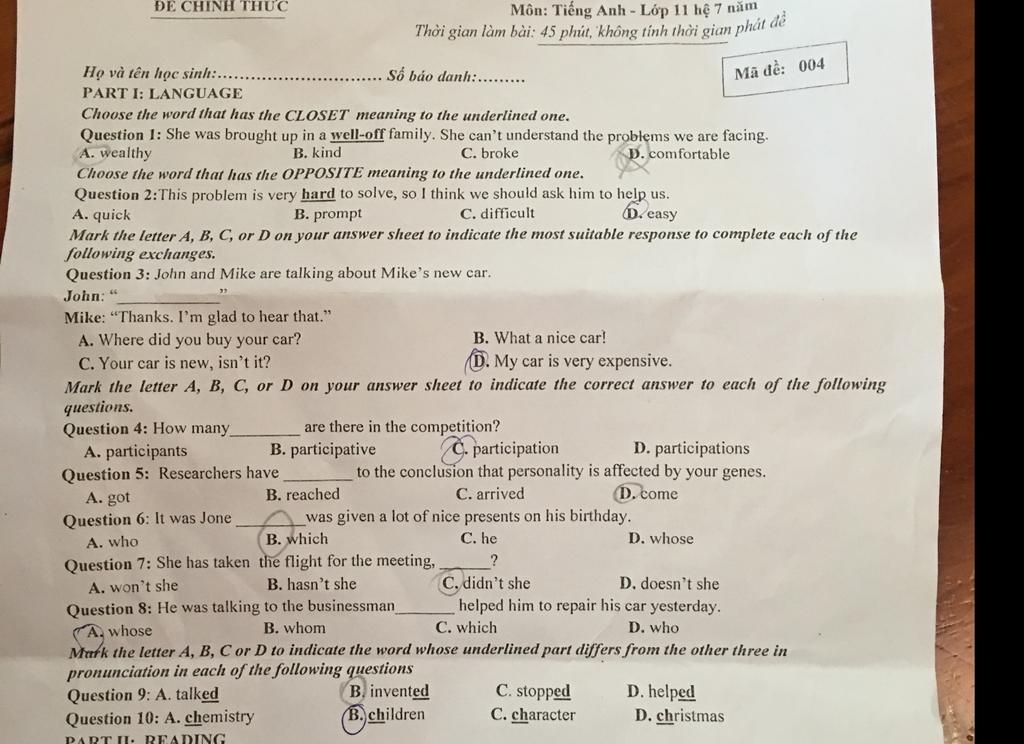 ĐỀ CHÍNH THỨC
Môn: Tiếng Anh - Lớp 11 hệ 7 năm
Thời gian làm bài: 45 phút, không tính thời gian phát đề
Họ và tên học sinh:............................. Số báo danh:.........
Mã đề: 004
PART I: LANGUAGE
Choose the word that has the CLOSET meaning to the underlined one.
Question 1: She was brought up in a well-off family. She can't understand the problems we are facing.
A. wealthy B. kind C. broke D. comfortable
Choose the word that has the OPPOSITE meaning to the underlined one.
Question 2:This problem is very hard to solve, so I think we should ask him to help us.
A. quick B. prompt C. difficult D. easy
Mark the letter A, B, C, or D on your answer sheet to indicate the most suitable response to complete each of the
following exchanges.
Question 3: John and Mike are talking about Mike's new car.
John: "____________"
Mike: "Thanks. I'm glad to hear that."
A. Where did you buy your car? B. What a nice car!
C. Your car is new, isn't it? D. My car is very expensive.
Mark the letter A, B, C, or D on your answer sheet to indicate the correct answer to each of the following
questions.
Question 4: How many________ are there in the competition?
A. participants B. participative C. participation D. participations
Question 5: Researchers have ________ to the conclusion that personality is affected by your genes.
A. got B. reached C. arrived D. come
Question 6: It was Jone ________was given a lot of nice presents on his birthday.
A. who B. which C. he D. whose
Question 7: She has taken the flight for the meeting, ______?
A. won't she B. hasn't she C. didn't she D. doesn't she
Question 8: He was talking to the businessman_______ helped him to repair his car yesterday.
A. whose B. whom C. which D. who
Mark the letter A, B, C or D to indicate the word whose underlined part differs from the other three in
pronunciation in each of the following questions
Question 9: A. talked B. invented C. stopped D. helped
Question 10: A. chemistry B. children C. character D. christmas
PART II: READING